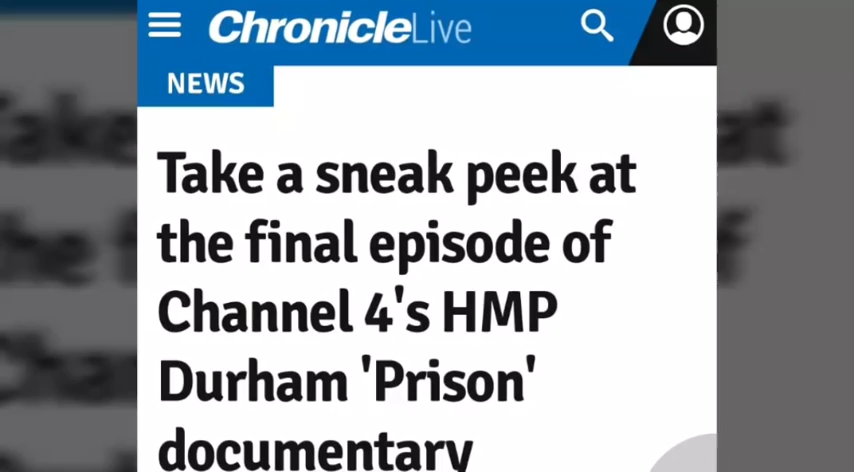 ChronicleLive
NEWS
Take a sneak peek at
the final episode of
Channel 4's HMP
Durham 'Prison'
documentary